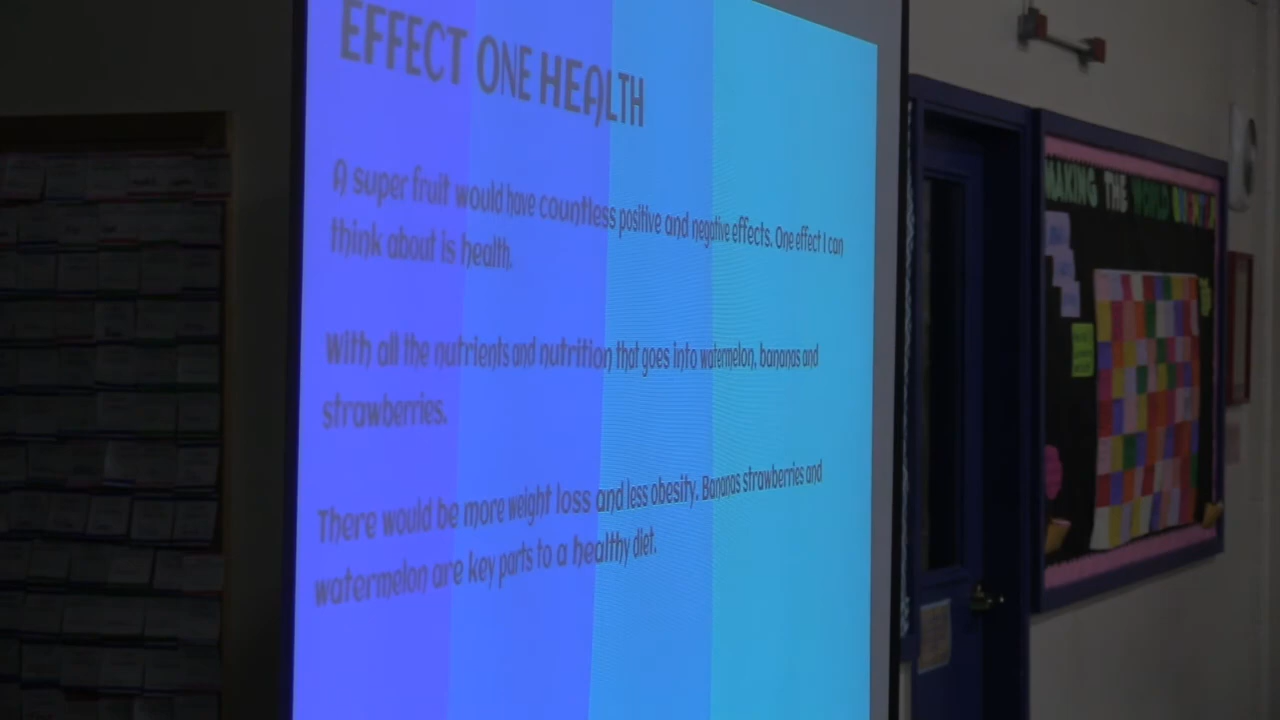 EFFECT ONE HEALTH
A super fruit would have countless positive and negative effects. One effect I can
think about is health.
With all the nutrients and nutrition that goes into watermelon, bananas and
strawberries.
There would be more weight loss and less obesity. Bananas strawberries and
watermelon are key parts to a healthy diet.
MAKING THE WORLD